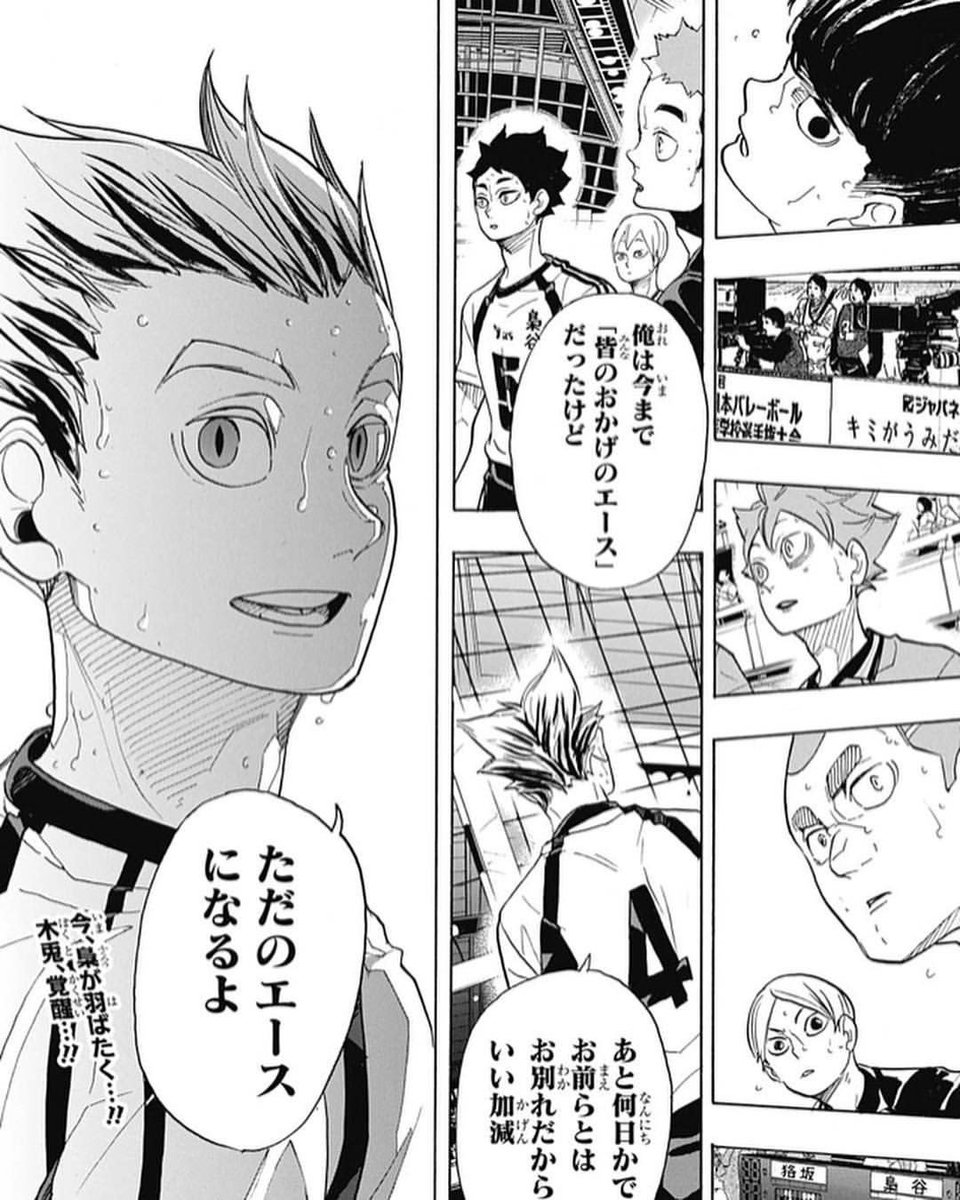 日本バレーボール
キミがうみだ
狢坂
梟谷
梟谷
俺は今まで
「皆のおかげのエース」
だったけど
4
あと何日かで
お前らとは
お別れだから
いい加減
ただのエース
になるよ
今、梟が羽ばたく…!!
木兎、覚醒…!!